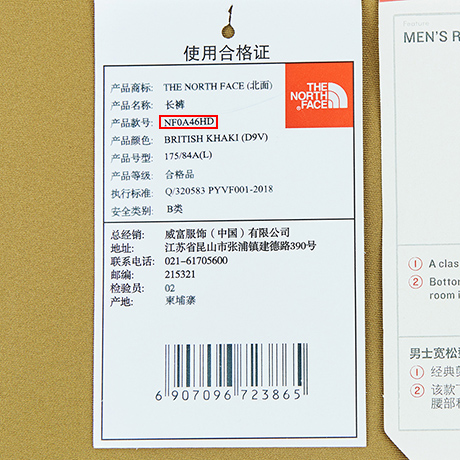 使用合格证
产品商标: THE NORTH FACE (北面)
产品名称: 长裤
产品款号: NF0A46HD
产品颜色: BRITISH KHAKI (D9V)
产品号型: 175/84A(L)
产品等级: 合格品
执行标准: Q/320583 PYVF001-2018
安全类别: B类
THE
NORTH
FACE
总经销: 威富服饰(中国)有限公司
地址: 江苏省昆山市张浦镇建德路390号
联系电话: 021-61705600
邮编: 215321
检验员: 02
产地: 柬埔寨
6 907096 723865
Feature
MEN'S R
① A clas
② Botto
room i
男士宽松
① 经典
② 该款
腰部